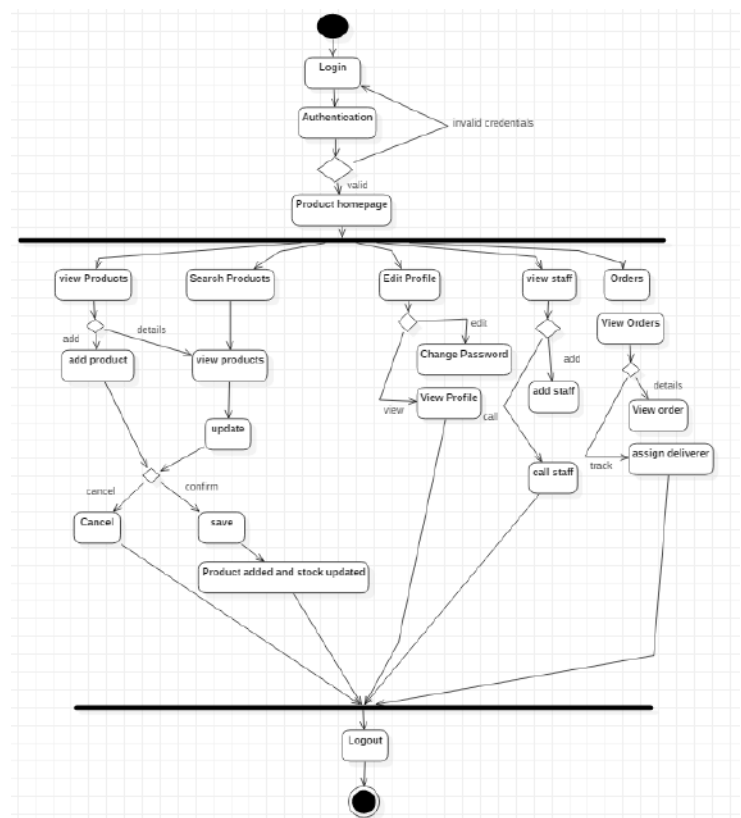 Login
Authentication
invalid credentials
valid
Product homepage
view Products
Search Products
Edit Profile
view staff
Orders
add
details
edit
View Orders
add product
view products
Change Password
add
details
View Profile
add staff
view
call
View order
update
track
assign deliverer
cancel
confirm
call staff
Cancel
save
Product added and stock updated
Logout